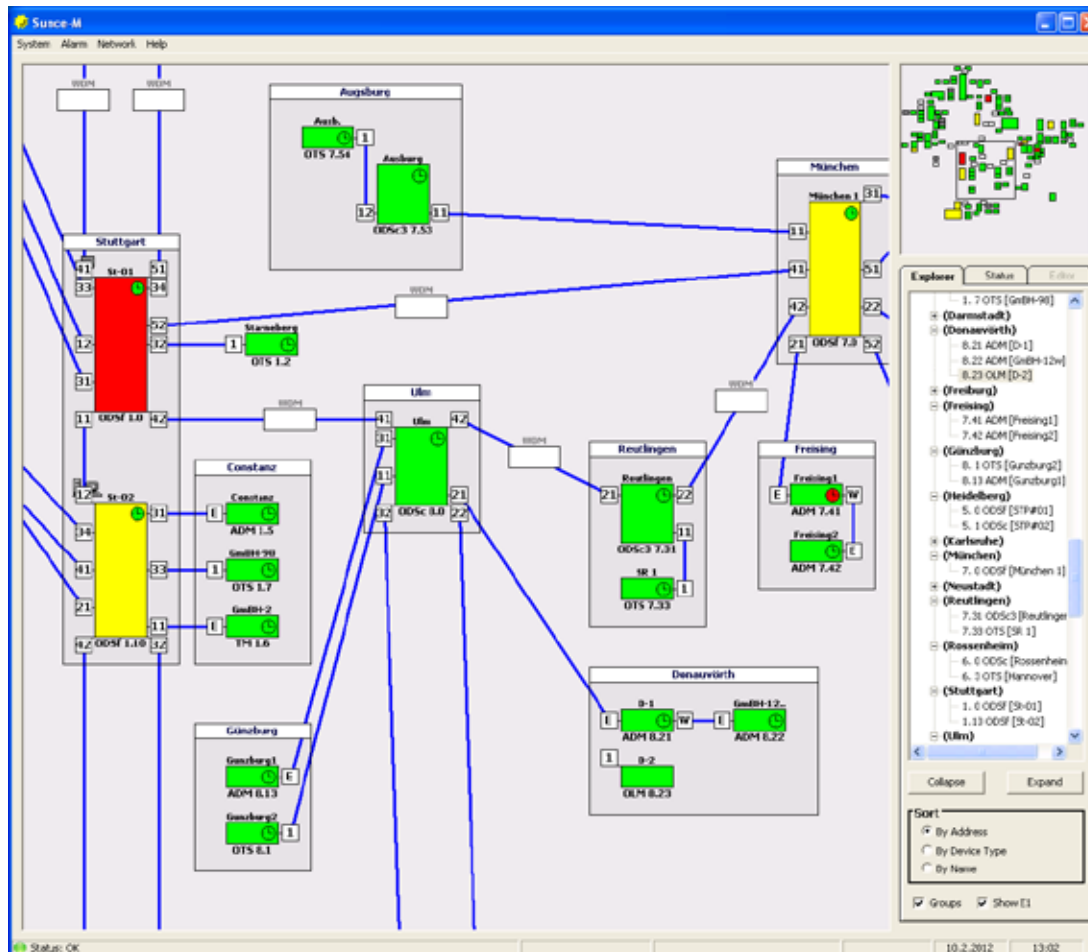 Sunce-M
System Alarm Network Help
WDM WDM
Augsburg
Ausb.
1
OTS 7.54
Ausburg
12 11
ODSc3 7.53
München
München 1
31
11
41 51
42 22
21 52
ODSf 7.0
Stuttgart
41 St-01 51
33 34
52
12 32
31
11 42
ODSf 1.0
WDM
Starneberg
1
OTS 1.2
WDM
Ulm
41 Ulm 42
31
11
21
32 22
ODSc 8.0
WDM
WDM
Reutlingen
Reutlingen
21 22
11
ODSc3 7.31
SR 1
1
OTS 7.33
Freising
Freising1
E W
ADM 7.41
Freising2
E
ADM 7.42
12 St-02
31
34
41 33
21
11
42 32
ODSf 1.10
Constanz
Constanz
E
ADM 1.5
GmBH-98
1
OTS 1.7
GmBH-2
E
TM 1.6
Günzburg
Gunzburg1
E
ADM 8.13
Gunzburg2
1
OTS 8.1
Donauvörth
D-1 GmBH-12..
E W E
ADM 8.21 ADM 8.22
1
D-2
OLM 8.23
Explorer Status Editor
1. 7 OTS [GmBH-98]
(Darmstadt)
(Donauvörth)
8.21 ADM [D-1]
8.22 ADM [GmBH-12w]
8.23 OLM [D-2]
(Freiburg)
(Freising)
7.41 ADM [Freising1]
7.42 ADM [Freising2]
(Günzburg)
8. 1 OTS [Gunzburg2]
8.13 ADM [Gunzburg1]
(Heidelberg)
5. 0 ODSf [STP#01]
5. 1 ODSc [STP#02]
(Karlsruhe)
(München)
7. 0 ODSf [München 1]
(Neustadt)
(Reutlingen)
7.31 ODSc3 [Reutlinger
7.33 OTS [SR 1]
(Rossenheim)
6. 0 ODSc [Rossenhein
6. 3 OTS [Hannover]
(Stuttgart)
1. 0 ODSf [St-01]
1.10 ODSf [St-02]
(Ulm)
Collapse Expand
Sort
By Address
By Device Type
By Name
Groups Show E1
Status: OK 10.2.2012 13:02